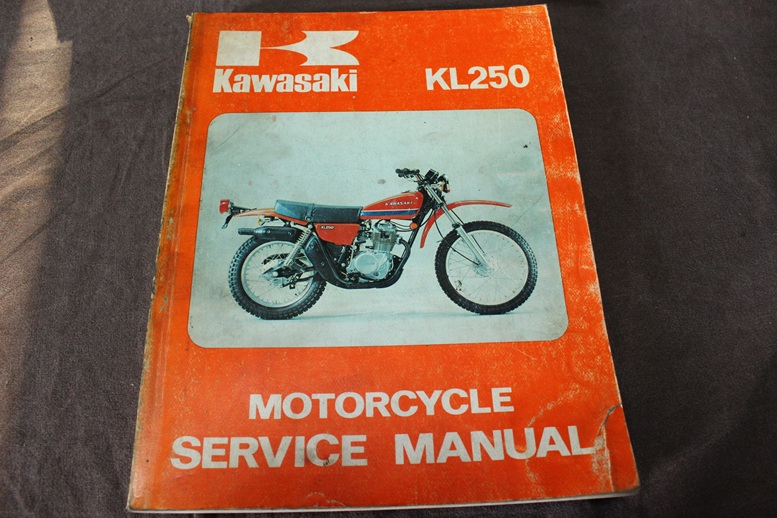 Kawasaki KL250
KAWASAKI
KL250
MOTORCYCLE
SERVICE MANUAL